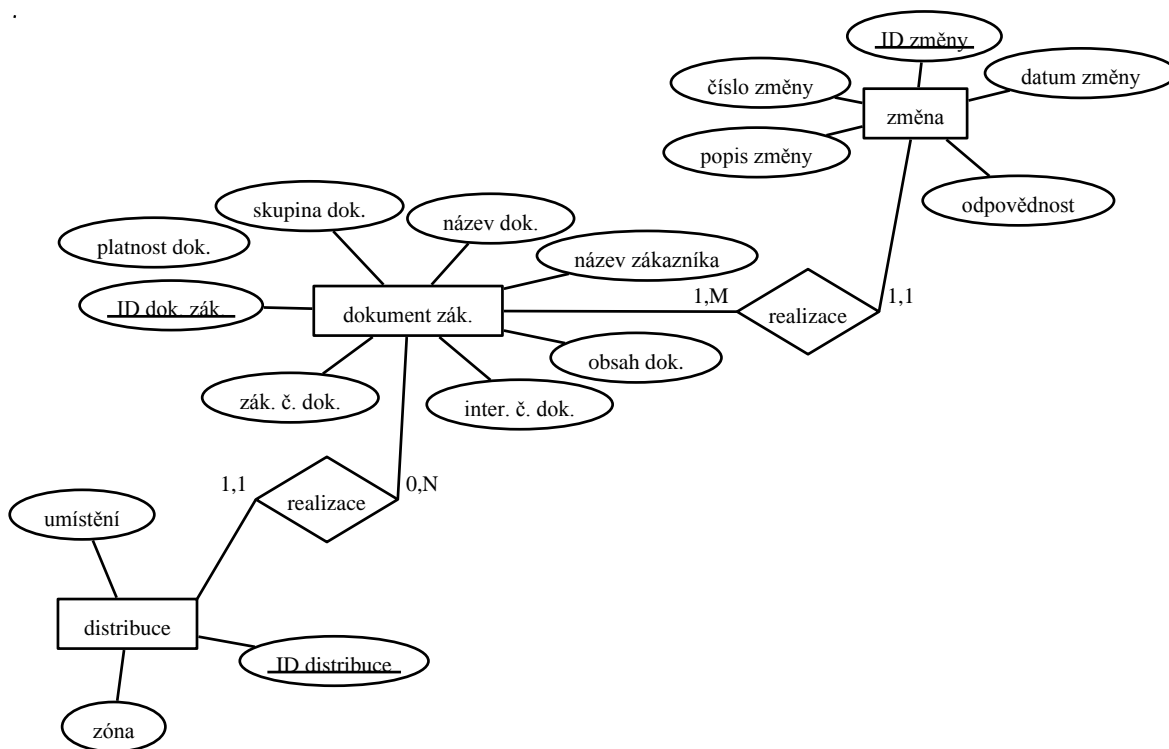 .
ID změny
číslo změny
datum změny
změna
popis změny
odpovědnost
skupina dok.
název dok.
platnost dok.
název zákazníka
ID dok. zák.
dokument zák.
1,M
realizace
1,1
obsah dok.
zák. č. dok.
inter. č. dok.
1,1
realizace
0,N
umístění
distribuce
ID distribuce
zóna